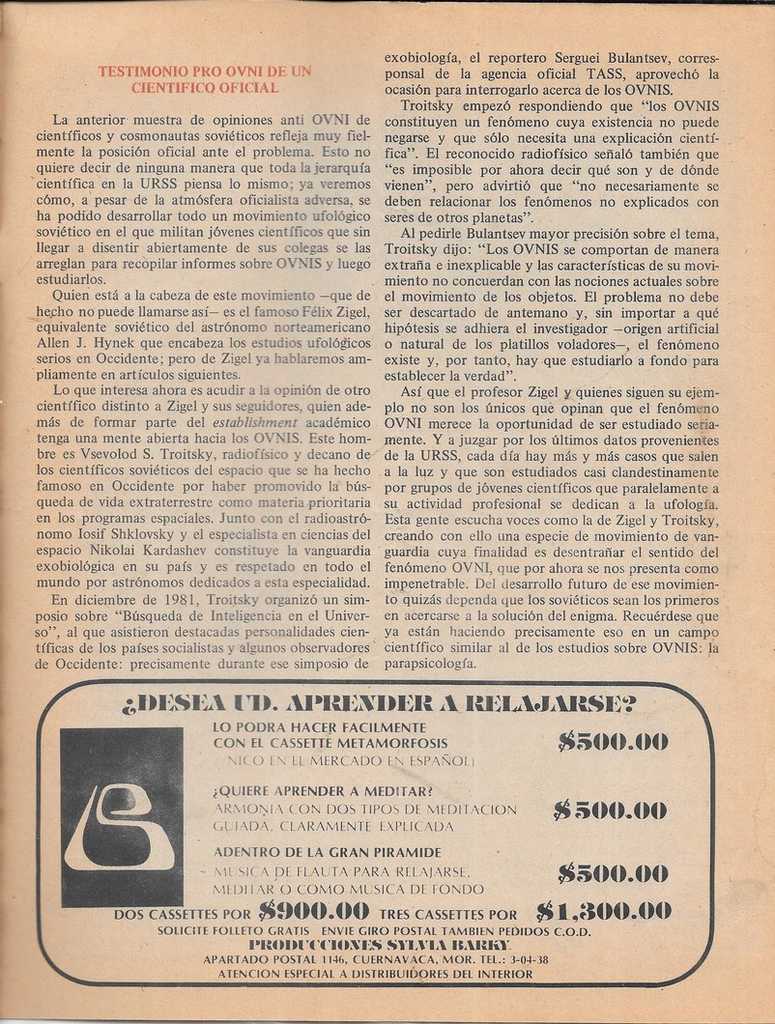 TESTIMONIO PRO OVNI DE UN
CIENTIFICO OFICIAL
La anterior muestra de opiniones anti OVNI de
científicos y cosmonautas soviéticos refleja muy fiel-
mente la posición oficial ante el problema. Esto no
quiere decir de ninguna manera que toda la jerarquía
científica en la URSS piensa lo mismo; ya veremos
cómo, a pesar de la atmósfera oficialista adversa, se
ha podido desarrollar todo un movimiento ufológico
soviético en el que militan jóvenes científicos que sin
llegar a disentir abiertamente de sus colegas se las
arreglan para recopilar informes sobre OVNIS y luego
estudiarlos.
Quien está a la cabeza de este movimiento —que de
hecho no puede llamarse así— es el famoso Félix Zigel,
equivalente soviético del astrónomo norteamericano
Allen J. Hynek que encabeza los estudios ufológicos
serios en Occidente; pero de Zigel ya hablaremos am-
pliamente en artículos siguientes.
Lo que interesa ahora es acudir a la opinión de otro
científico distinto a Zigel y sus seguidores, quien ade-
más de formar parte del establishment académico
tenga una mente abierta hacia los OVNIS. Este hom-
bre es Vsevolod S. Troitsky, radiofísico y decano de
los científicos soviéticos del espacio que se ha hecho
famoso en Occidente por haber promovido la bús-
queda de vida extraterrestre como materia prioritaria
en los programas espaciales. Junto con el radioastró-
nomo Iosif Shklovsky y el especialista en ciencias del
espacio Nikolai Kardashev constituye la vanguardia
exobiológica en su país y es respetado en todo el
mundo por astrónomos dedicados a esta especialidad.
En diciembre de 1981, Troitsky organizó un sim-
posio sobre "Búsqueda de Inteligencia en el Univer-
so", al que asistieron destacadas personalidades cien-
tíficas de los países socialistas y algunos observadores
de Occidente: precisamente durante ese simposio de
exobiología, el reportero Serguei Bulantsev, corres-
ponsal de la agencia oficial TASS, aprovechó la
ocasión para interrogarlo acerca de los OVNIS.
Troitsky empezó respondiendo que "los OVNIS
constituyen un fenómeno cuya existencia no puede
negarse y que sólo necesita una explicación cientí-
fica". El reconocido radiofísico señaló también que
"es imposible por ahora decir qué son y de dónde
vienen", pero advirtió que "no necesariamente se
deben relacionar los fenómenos no explicados con
seres de otros planetas".
Al pedirle Bulantsev mayor precisión sobre el tema,
Troitsky dijo: "Los OVNIS se comportan de manera
extraña e inexplicable y las características de su movi-
miento no concuerdan con las nociones actuales sobre
el movimiento de los objetos. El problema no debe
ser descartado de antemano y, sin importar a qué
hipótesis se adhiera el investigador —origen artificial
o natural de los platillos voladores—, el fenómeno
existe y, por tanto, hay que estudiarlo a fondo para
establecer la verdad".
Así que el profesor Zigel y quienes siguen su ejem-
plo no son los únicos que opinan que el fenómeno
OVNI merece la oportunidad de ser estudiado seria-
mente. Y a juzgar por los últimos datos provenientes
de la URSS, cada día hay más y más casos que salen
a la luz y que son estudiados casi clandestinamente
por grupos de jóvenes científicos que paralelamente a
su actividad profesional se dedican a la ufología.
Esta gente escucha voces como la de Zigel y Troitsky,
creando con ello una especie de movimiento de van-
guardia cuya finalidad es desentrañar el sentido del
fenómeno OVNI, que por ahora se nos presenta como
impenetrable. Del desarrollo futuro de ese movimien-
to quizás dependa que los soviéticos sean los primeros
en acercarse a la solución del enigma. Recuérdese que
ya están haciendo precisamente eso en un campo
científico similar al de los estudios sobre OVNIS: la
parapsicología.
¿DESEA UD. APRENDER A RELAJARSE?
LO PODRA HACER FACILMENTE
CON EL CASSETTE METAMORFOSIS
NICO EN EL MERCADO EN ESPAÑOL)
$500.00
¿QUIERE APRENDER A MEDITAR?
ARMONIA CON DOS TIPOS DE MEDITACION
GUIADA, CLARAMENTE EXPLICADA
$500.00
ADENTRO DE LA GRAN PIRAMIDE
MUSICA DE FLAUTA PARA RELAJARSE,
MEDITAR O COMO MUSICA DE FONDO
$500.00
DOS CASSETTES POR $900.00 TRES CASSETTES POR $1,300.00
SOLICITE FOLLETO GRATIS ENVIE GIRO POSTAL TAMBIEN PEDIDOS C.O.D.
PRODUCCIONES SYLVIA BARKY
APARTADO POSTAL 1146, CUERNAVACA, MOR. TEL.: 3-04-38
ATENCION ESPECIAL A DISTRIBUIDORES DEL INTERIOR